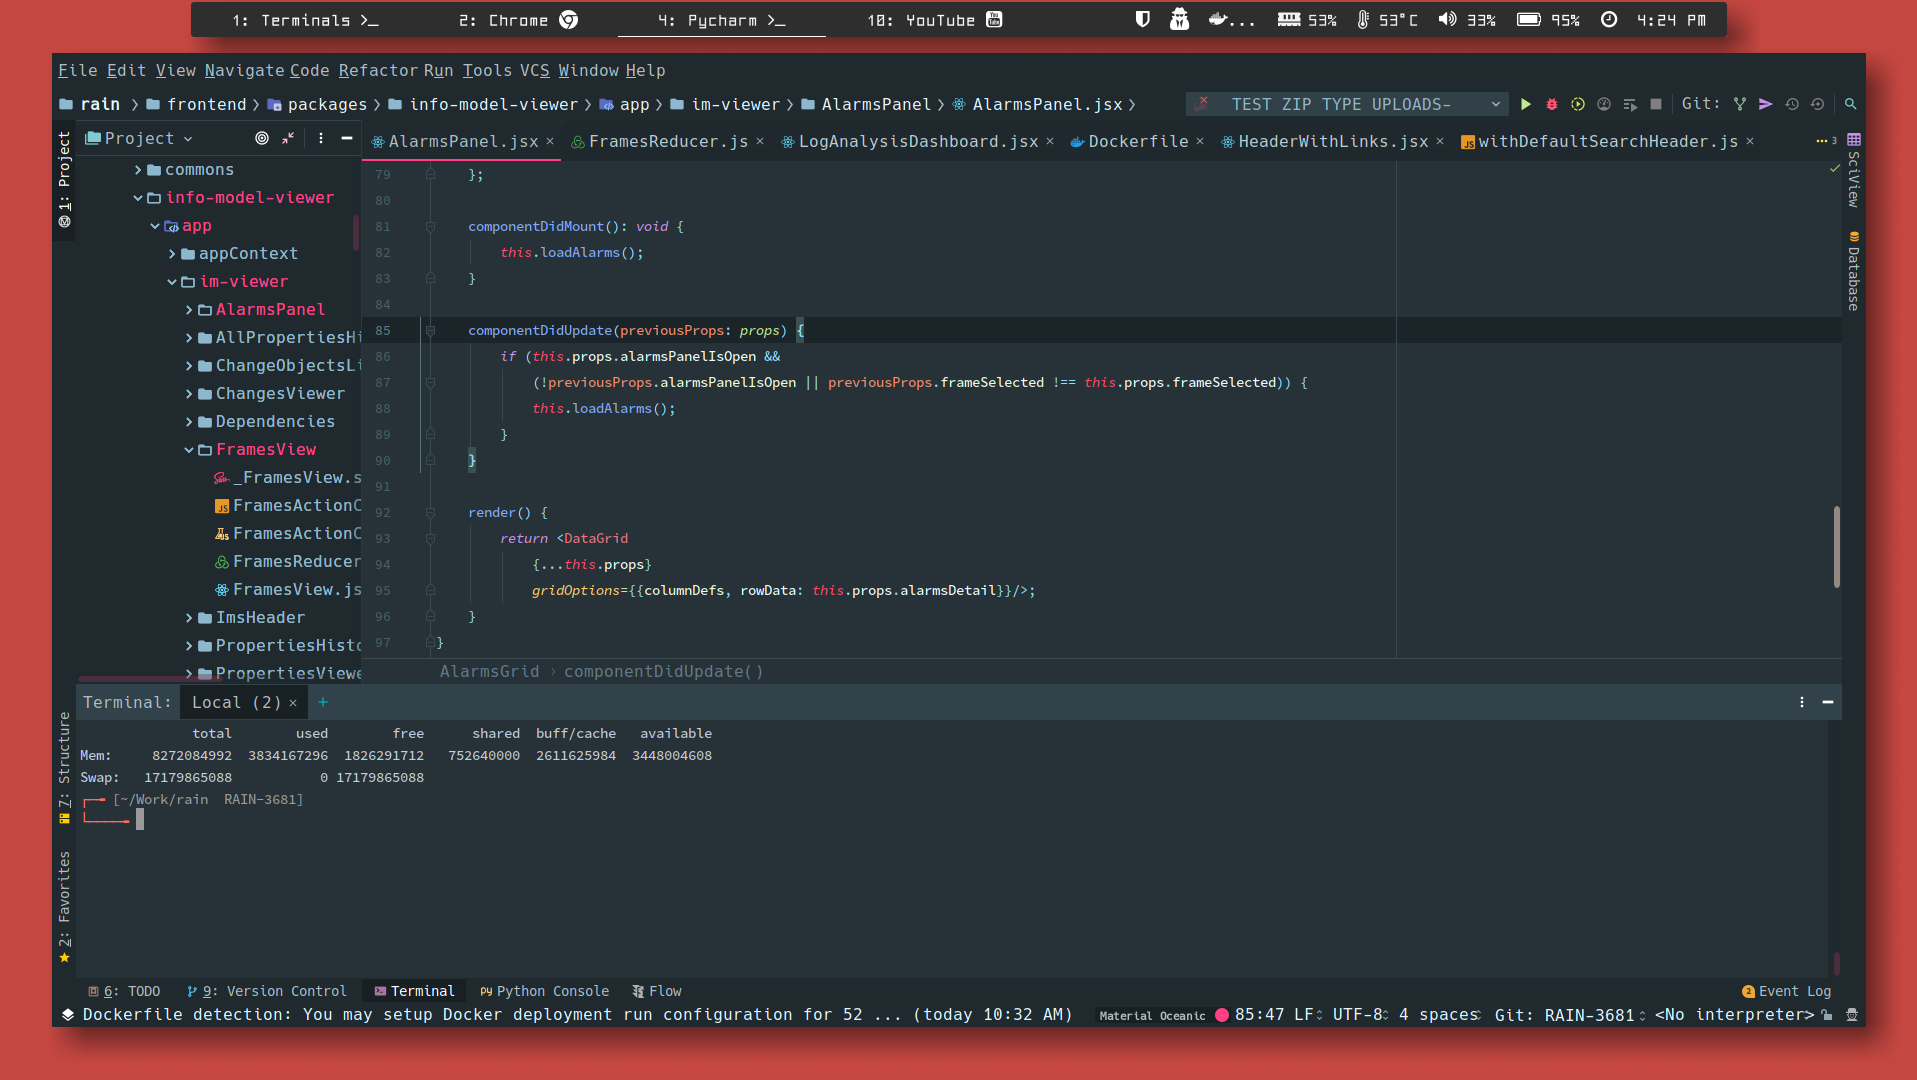 1: Terminals >_ 2: Chrome 4: Pycharm >_ 10: YouTube ... 53% 53°C 33% 95% 4:24 PM
File Edit View Navigate Code Refactor Run Tools VCS Window Help
rain frontend packages info-model-viewer app im-viewer AlarmsPanel AlarmsPanel.jsx TEST ZIP TYPE UPLOADS- Git:
Project AlarmsPanel.jsx × FramesReducer.js × LogAnalysisDashboard.jsx × Dockerfile × HeaderWithLinks.jsx × withDefaultSearchHeader.js × 3
1: Project
7: Structure
2: Favorites
SciView
Database
commons
info-model-viewer
app
appContext
im-viewer
AlarmsPanel
AllPropertiesHi
ChangeObjectsLi
ChangesViewer
Dependencies
FramesView
_FramesView.s
FramesActionC
FramesActionC
FramesReducer
FramesView.js
ImsHeader
PropertiesHisto
PropertiesViewe
79 };
80
81 componentDidMount(): void {
82 this.loadAlarms();
83 }
84
85 componentDidUpdate(previousProps: props) {
86 if (this.props.alarmsPanelIsOpen &&
87 (!previousProps.alarmsPanelIsOpen || previousProps.frameSelected !== this.props.frameSelected)) {
88 this.loadAlarms();
89 }
90 }
91
92 render() {
93 return <DataGrid
94 {...this.props}
95 gridOptions={{columnDefs, rowData: this.props.alarmsDetail}}/>;
96 }
97 }
AlarmsGrid › componentDidUpdate()
Terminal: Local (2) × +
total used free shared buff/cache available
Mem: 8272084992 3834167296 1826291712 752640000 2611625984 3448004608
Swap: 17179865088 0 17179865088
[~/Work/rain RAIN-3681]
6: TODO 9: Version Control Terminal Python Console Flow 2 Event Log
Dockerfile detection: You may setup Docker deployment run configuration for 52 ... (today 10:32 AM) Material Oceanic 85:47 LF UTF-8 4 spaces Git: RAIN-3681 <No interpreter>